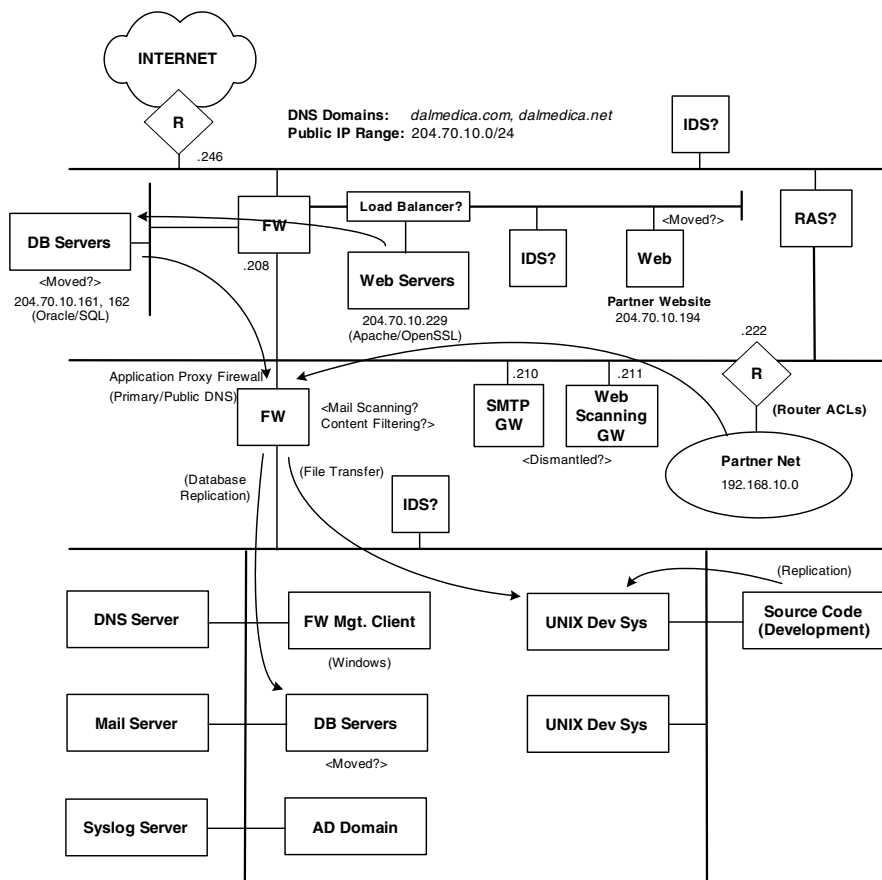 INTERNET
R
.246
DNS Domains: dalmedica.com, dalmedica.net
Public IP Range: 204.70.10.0/24
IDS?
DB Servers
<Moved?>
204.70.10.161, 162
(Oracle/SQL)
FW
.208
Load Balancer?
Web Servers
204.70.10.229
(Apache/OpenSSL)
IDS?
<Moved?>
Web
Partner Website
204.70.10.194
RAS?
.222
R
(Router ACLs)
Application Proxy Firewall
(Primary/Public DNS)
FW
<Mail Scanning?
Content Filtering?>
.210
SMTP
GW
.211
Web
Scanning
GW
<Dismantled?>
Partner Net
192.168.10.0
(Database
Replication)
(File Transfer)
IDS?
DNS Server
FW Mgt. Client
(Windows)
UNIX Dev Sys
(Replication)
Source Code
(Development)
Mail Server
DB Servers
<Moved?>
UNIX Dev Sys
Syslog Server
AD Domain